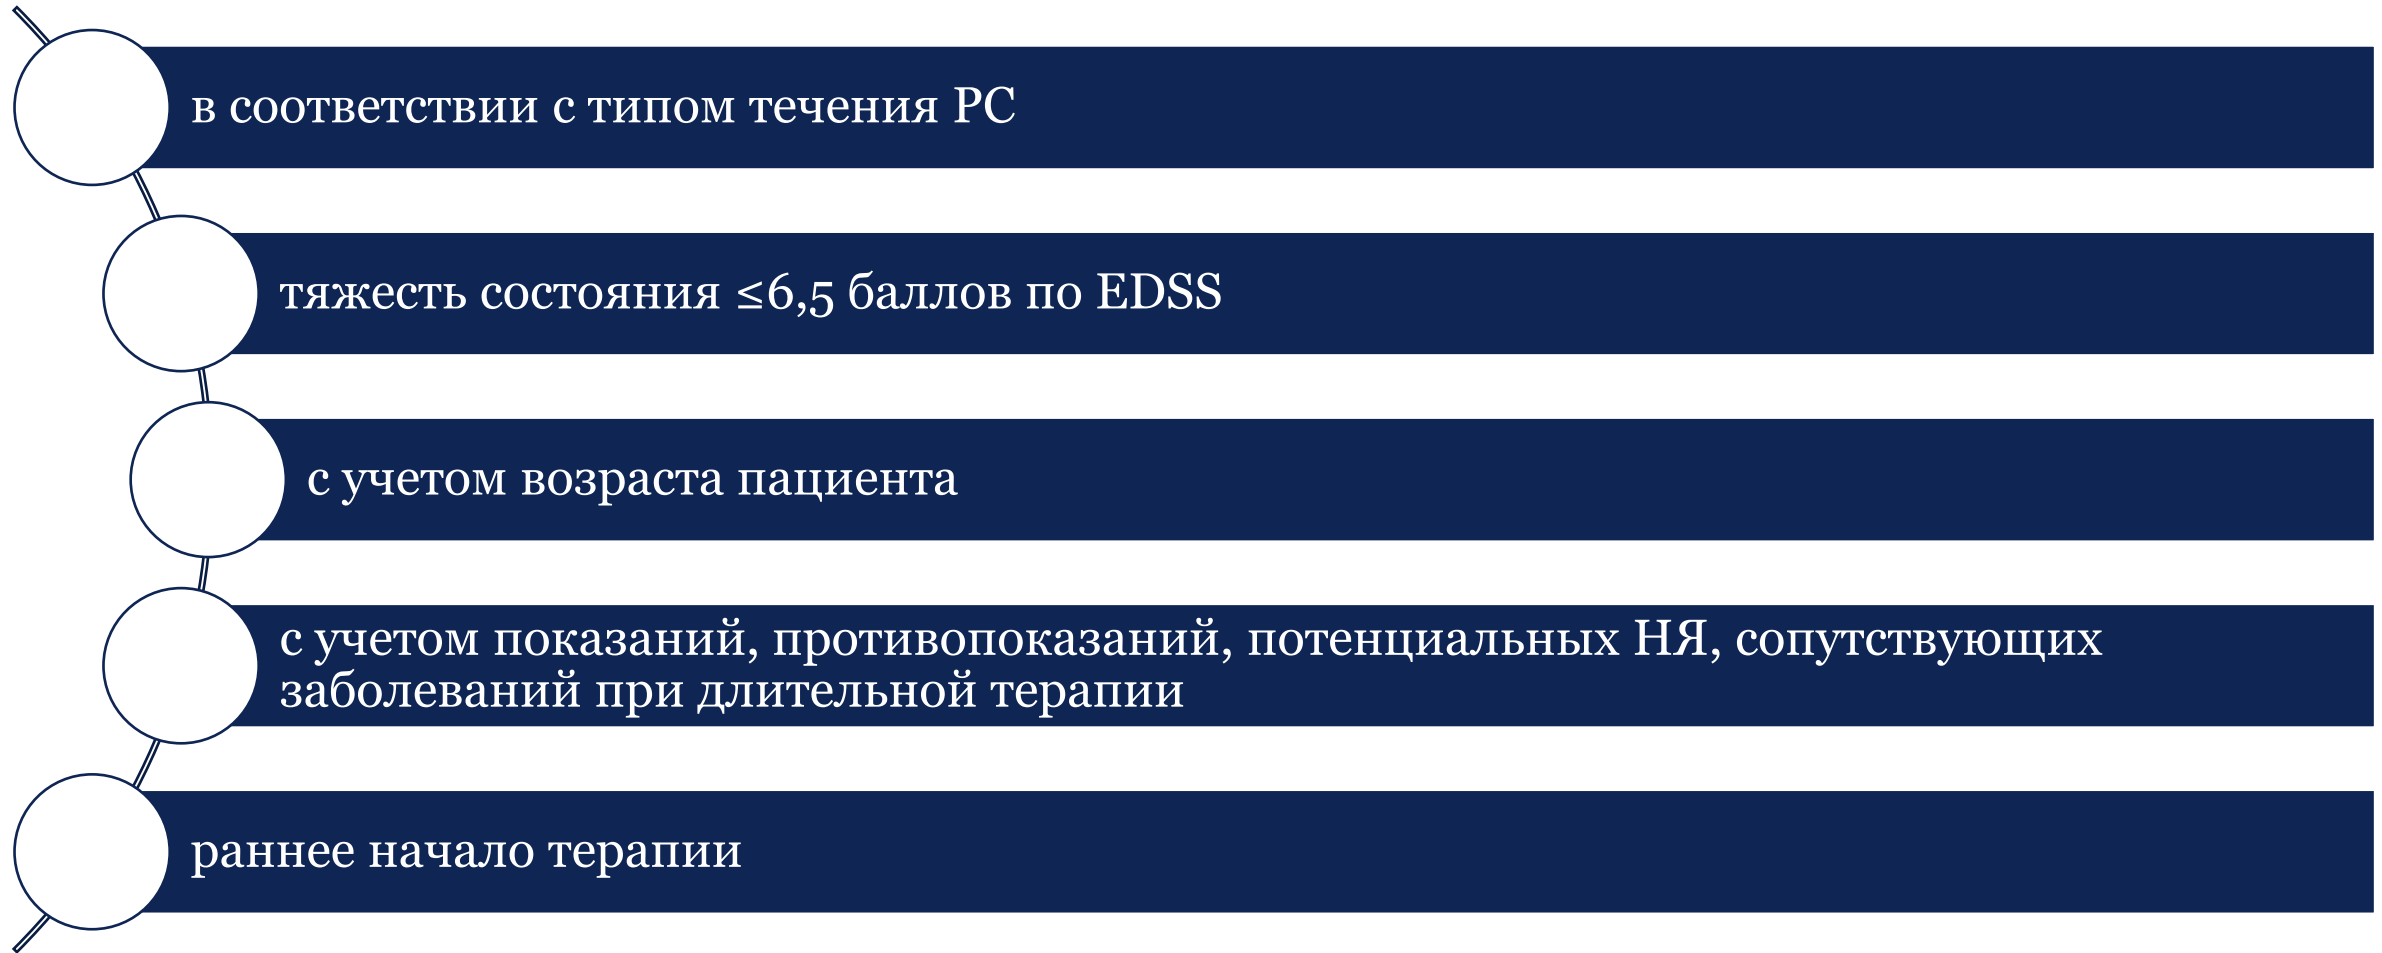 в соответствии с типом течения РС
тяжесть состояния ≤6,5 баллов по EDSS
с учетом возраста пациента
с учетом показаний, противопоказаний, потенциальных НЯ, сопутствующих
заболеваний при длительной терапии
раннее начало терапии